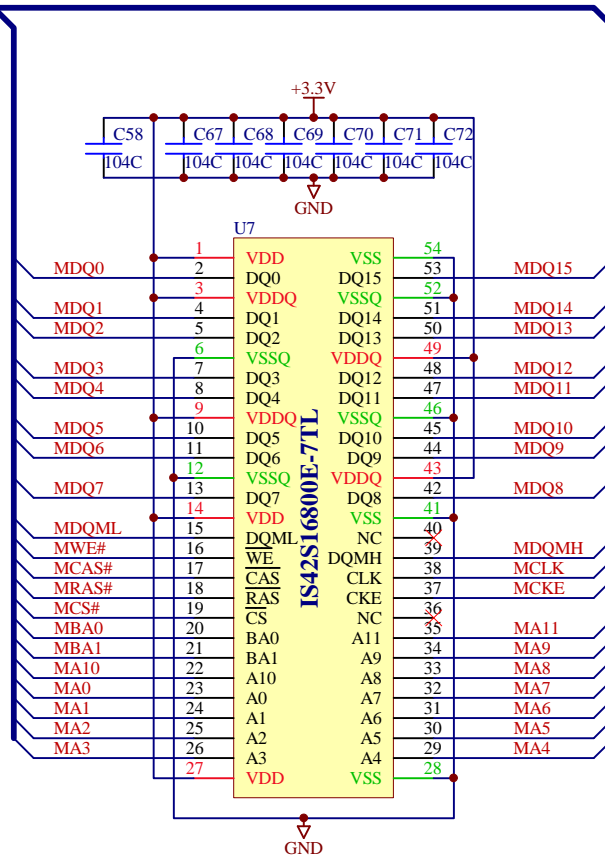 +3.3V
C58 C67 C68 C69 C70 C71 C72
104C 104C 104C 104C 104C 104C 104C
GND
U7
1 VDD VSS 54
MDQ0 2 DQ0 DQ15 53 MDQ15
3 VDDQ VSSQ 52
MDQ1 4 DQ1 DQ14 51 MDQ14
MDQ2 5 DQ2 DQ13 50 MDQ13
6 VSSQ VDDQ 49
MDQ3 7 DQ3 DQ12 48 MDQ12
MDQ4 8 DQ4 DQ11 47 MDQ11
9 VDDQ VSSQ 46
MDQ5 10 DQ5 DQ10 45 MDQ10
MDQ6 11 DQ6 DQ9 44 MDQ9
12 VSSQ VDDQ 43
MDQ7 13 DQ7 DQ8 42 MDQ8
14 VDD VSS 41
MDQML 15 DQML NC 40
MWE# 16 WE DQMH 39 MDQMH
MCAS# 17 CAS CLK 38 MCLK
MRAS# 18 RAS CKE 37 MCKE
MCS# 19 CS NC 36
MBA0 20 BA0 A11 35 MA11
MBA1 21 BA1 A9 34 MA9
MA10 22 A10 A8 33 MA8
MA0 23 A0 A7 32 MA7
MA1 24 A1 A6 31 MA6
MA2 25 A2 A5 30 MA5
MA3 26 A3 A4 29 MA4
27 VDD VSS 28
IS42S16800E-7TL
GND